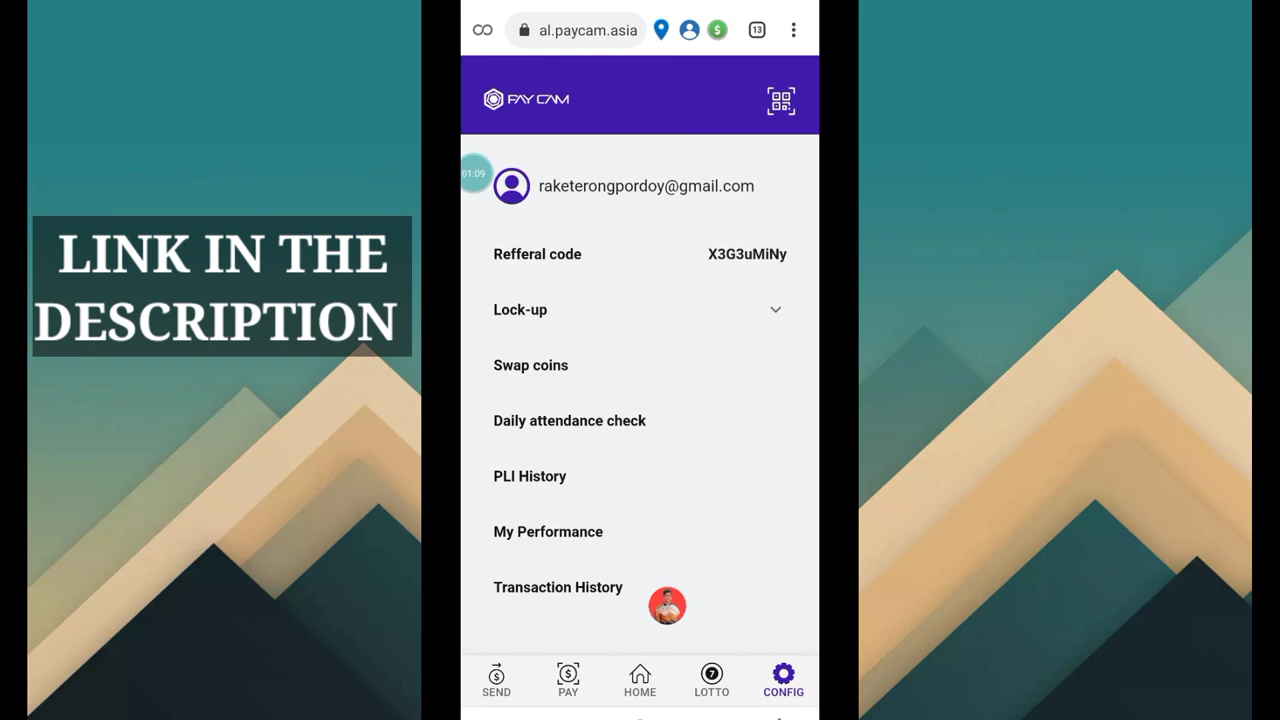 LINK IN THE
DESCRIPTION
al.paycam.asia
13
PAY CAM
01:09
raketerongpordoy@gmail.com
Refferal code X3G3uMiNy
Lock-up
Swap coins
Daily attendance check
PLI History
My Performance
Transaction History
SEND PAY HOME LOTTO CONFIG